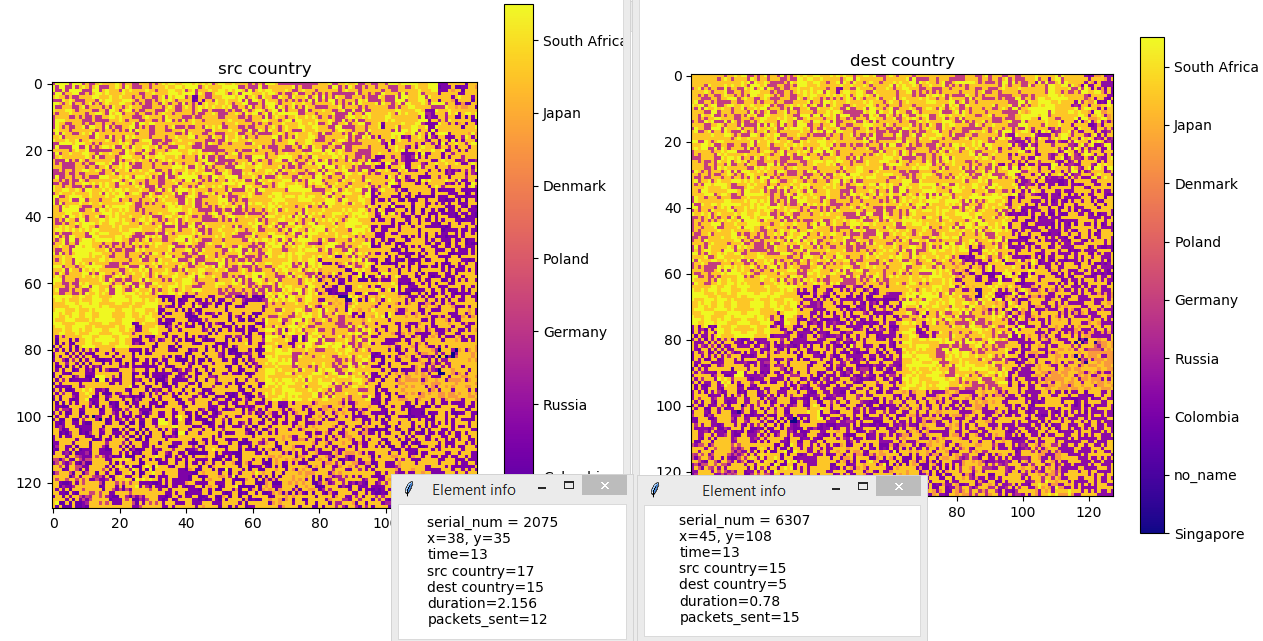 src country
0
20
40
60
80
100
120
0
20
40
60
80
South Africa
Japan
Denmark
Poland
Germany
Russia
dest country
0
20
40
60
80
100
120
80
100
120
South Africa
Japan
Denmark
Poland
Germany
Russia
Colombia
no_name
Singapore
Element info
serial_num = 2075
x=38, y=35
time=13
src country=17
dest country=15
duration=2.156
packets_sent=12
Element info
serial_num = 6307
x=45, y=108
time=13
src country=15
dest country=5
duration=0.78
packets_sent=15